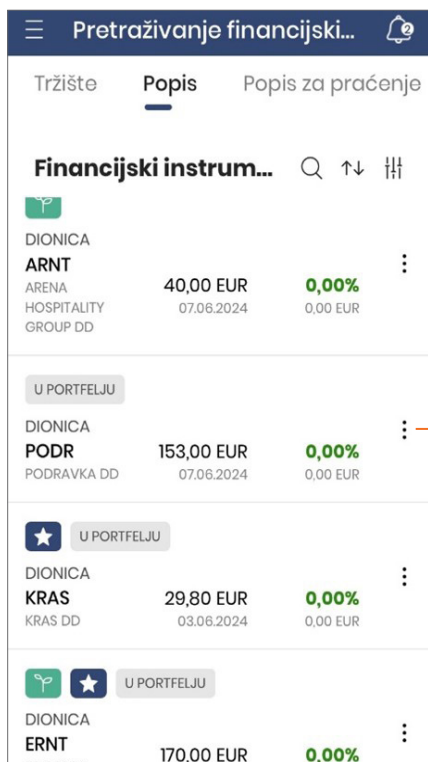 Pretraživanje financijski... 2
Tržište Popis Popis za praćenje
Financijski instrum...
DIONICA
ARNT
ARENA HOSPITALITY GROUP DD
40,00 EUR
07.06.2024
0,00%
0,00 EUR
U PORTFELJU
DIONICA
PODR
PODRAVKA DD
153,00 EUR
07.06.2024
0,00%
0,00 EUR
U PORTFELJU
DIONICA
KRAS
KRAS DD
29,80 EUR
03.06.2024
0,00%
0,00 EUR
U PORTFELJU
DIONICA
ERNT
170,00 EUR
0,00%